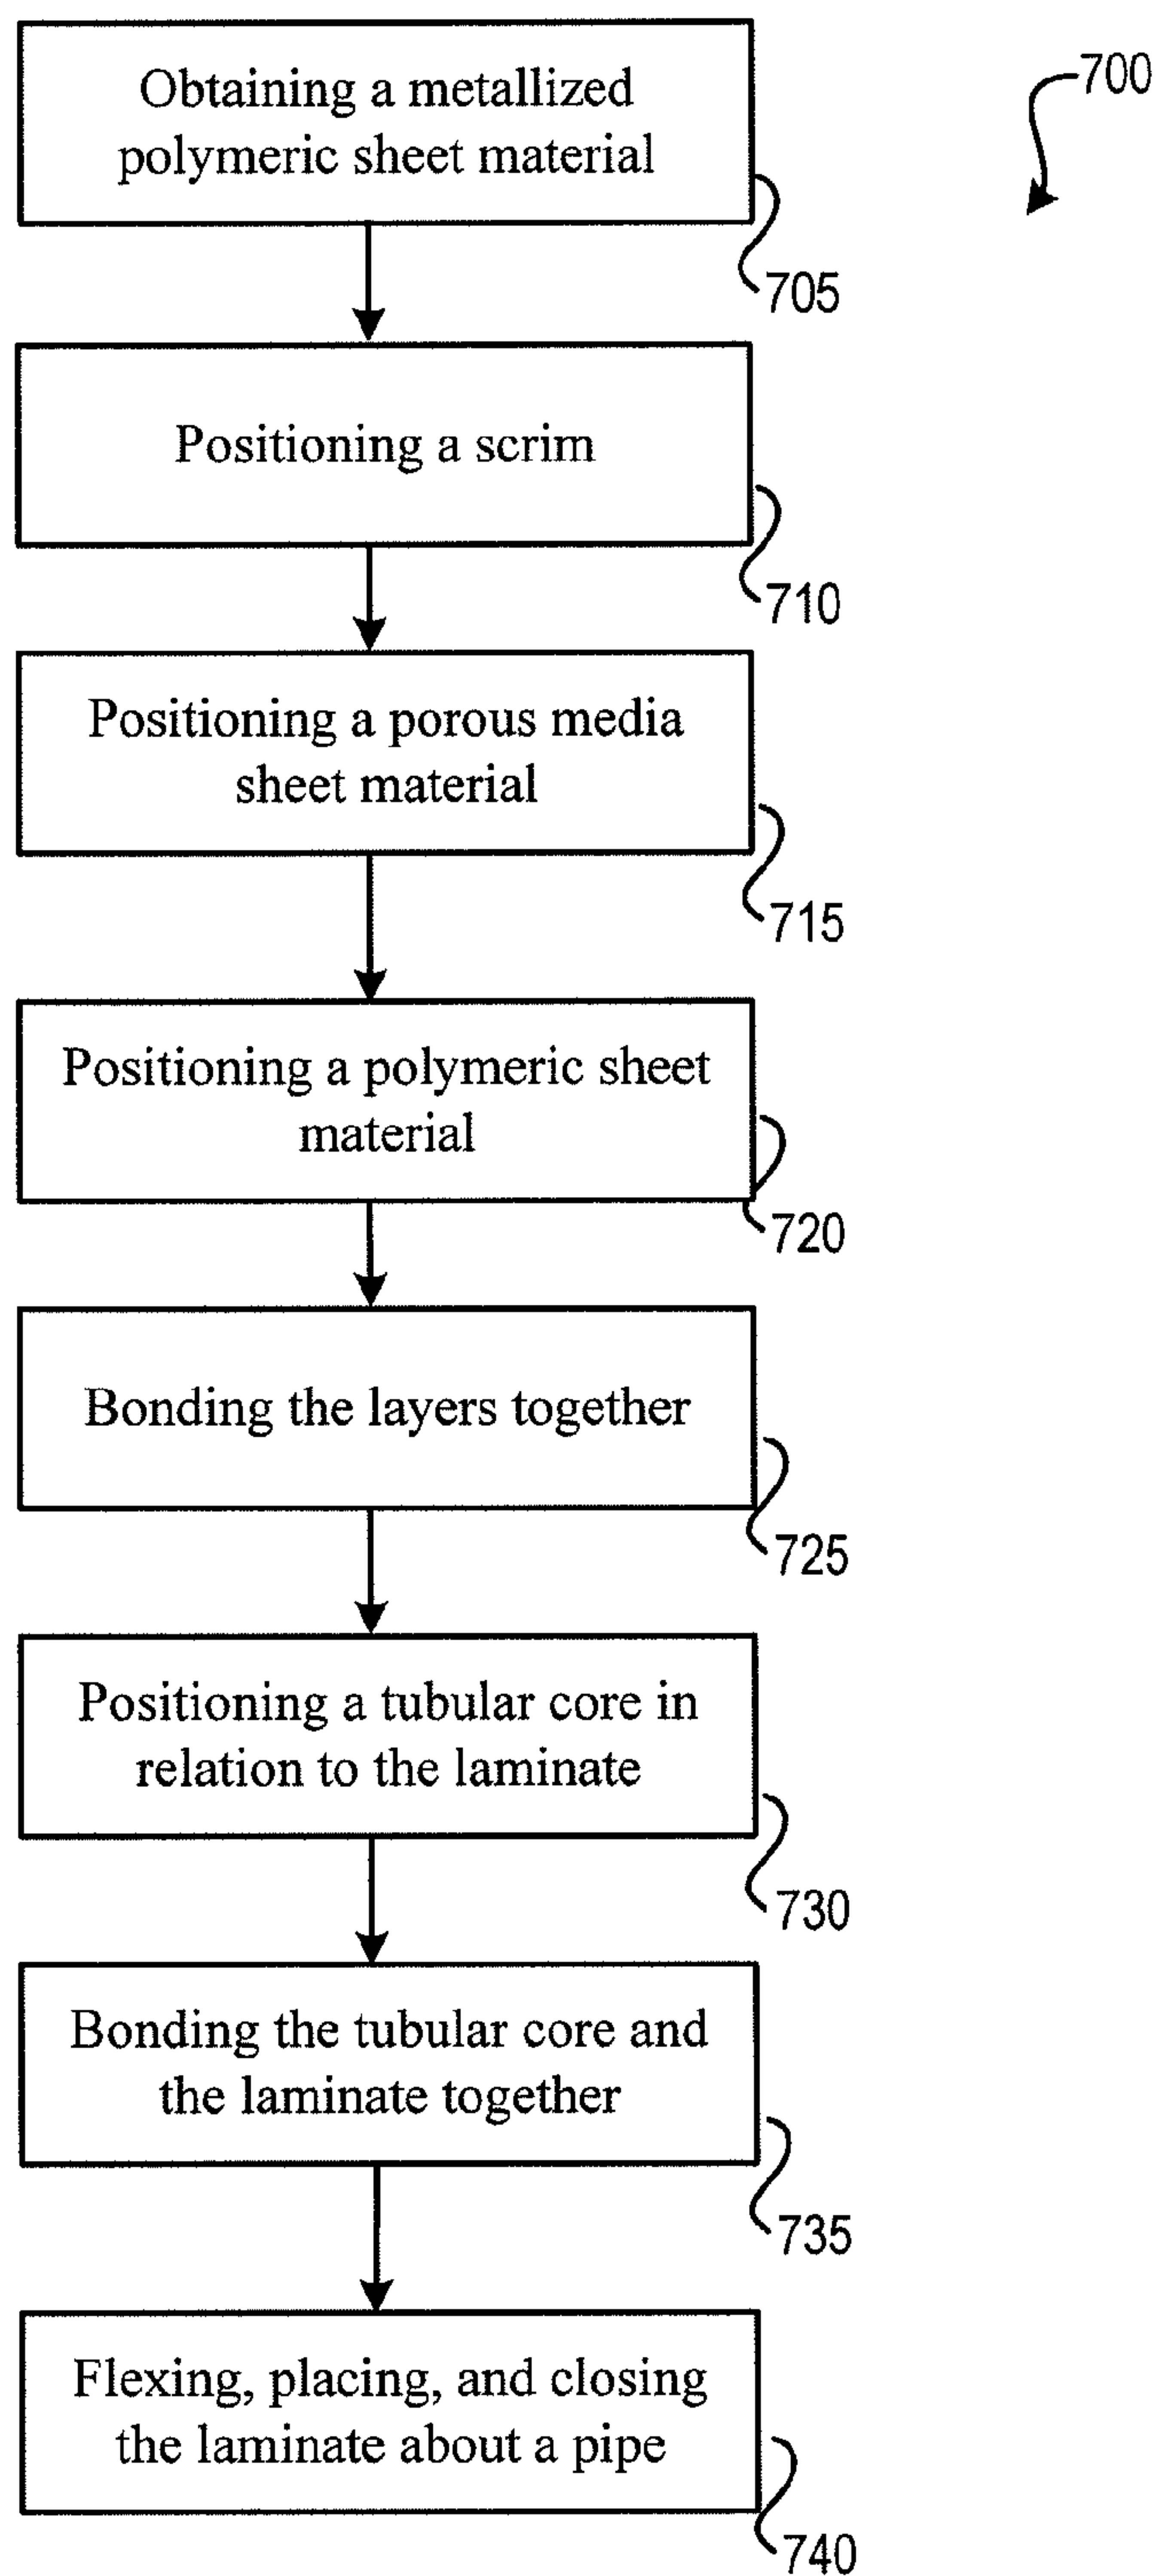 Obtaining a metallized
polymeric sheet material
700
705
Positioning a scrim
710
Positioning a porous media
sheet material
715
Positioning a polymeric sheet
material
720
Bonding the layers together
725
Positioning a tubular core in
relation to the laminate
730
Bonding the tubular core and
the laminate together
735
Flexing, placing, and closing
the laminate about a pipe
740